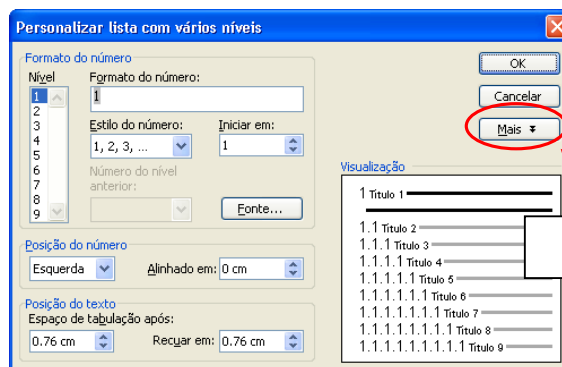 Personalizar lista com vários níveis
Formato do número
Nível
1
2
3
4
5
6
7
8
9
Formato do número:
1
Estilo do número:
Iniciar em:
1, 2, 3, ...
1
Número do nível
anterior:
Fonte...
OK
Cancelar
Mais
Posição do número
Esquerda
Alinhado em:
0 cm
Posição do texto
Espaço de tabulação após:
0.76 cm
Recuar em:
0.76 cm
Visualização
1 Título 1
1.1 Título 2
1.1.1 Título 3
1.1.1.1 Título 4
1.1.1.1.1 Título 5
1.1.1.1.1.1 Título 6
1.1.1.1.1.1.1 Título 7
1.1.1.1.1.1.1.1 Título 8
1.1.1.1.1.1.1.1.1 Título 9